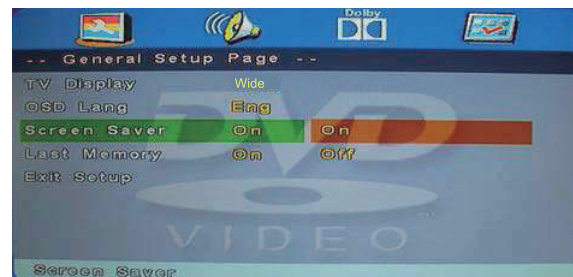 Dolby
-- General Setup Page --
TV Display Wide
OSD Lang Eng
Screen Saver On On
Last Memory On Off
Exit Setup
DVD
VIDEO
Screen Saver